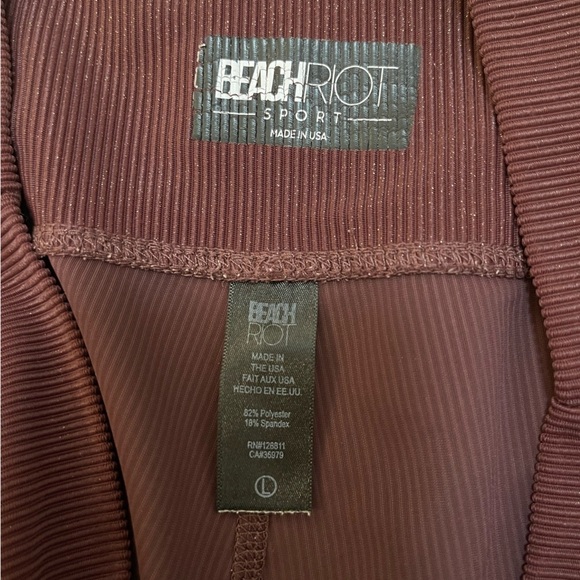 BEACHRIOT
SPORT
MADE IN USA
BEACH
RIOT
MADE IN
THE USA
FAIT AUX USA
HECHO EN EE.UU.
82% Polyester
18% Spandex
RN#128811
CA#36979
L